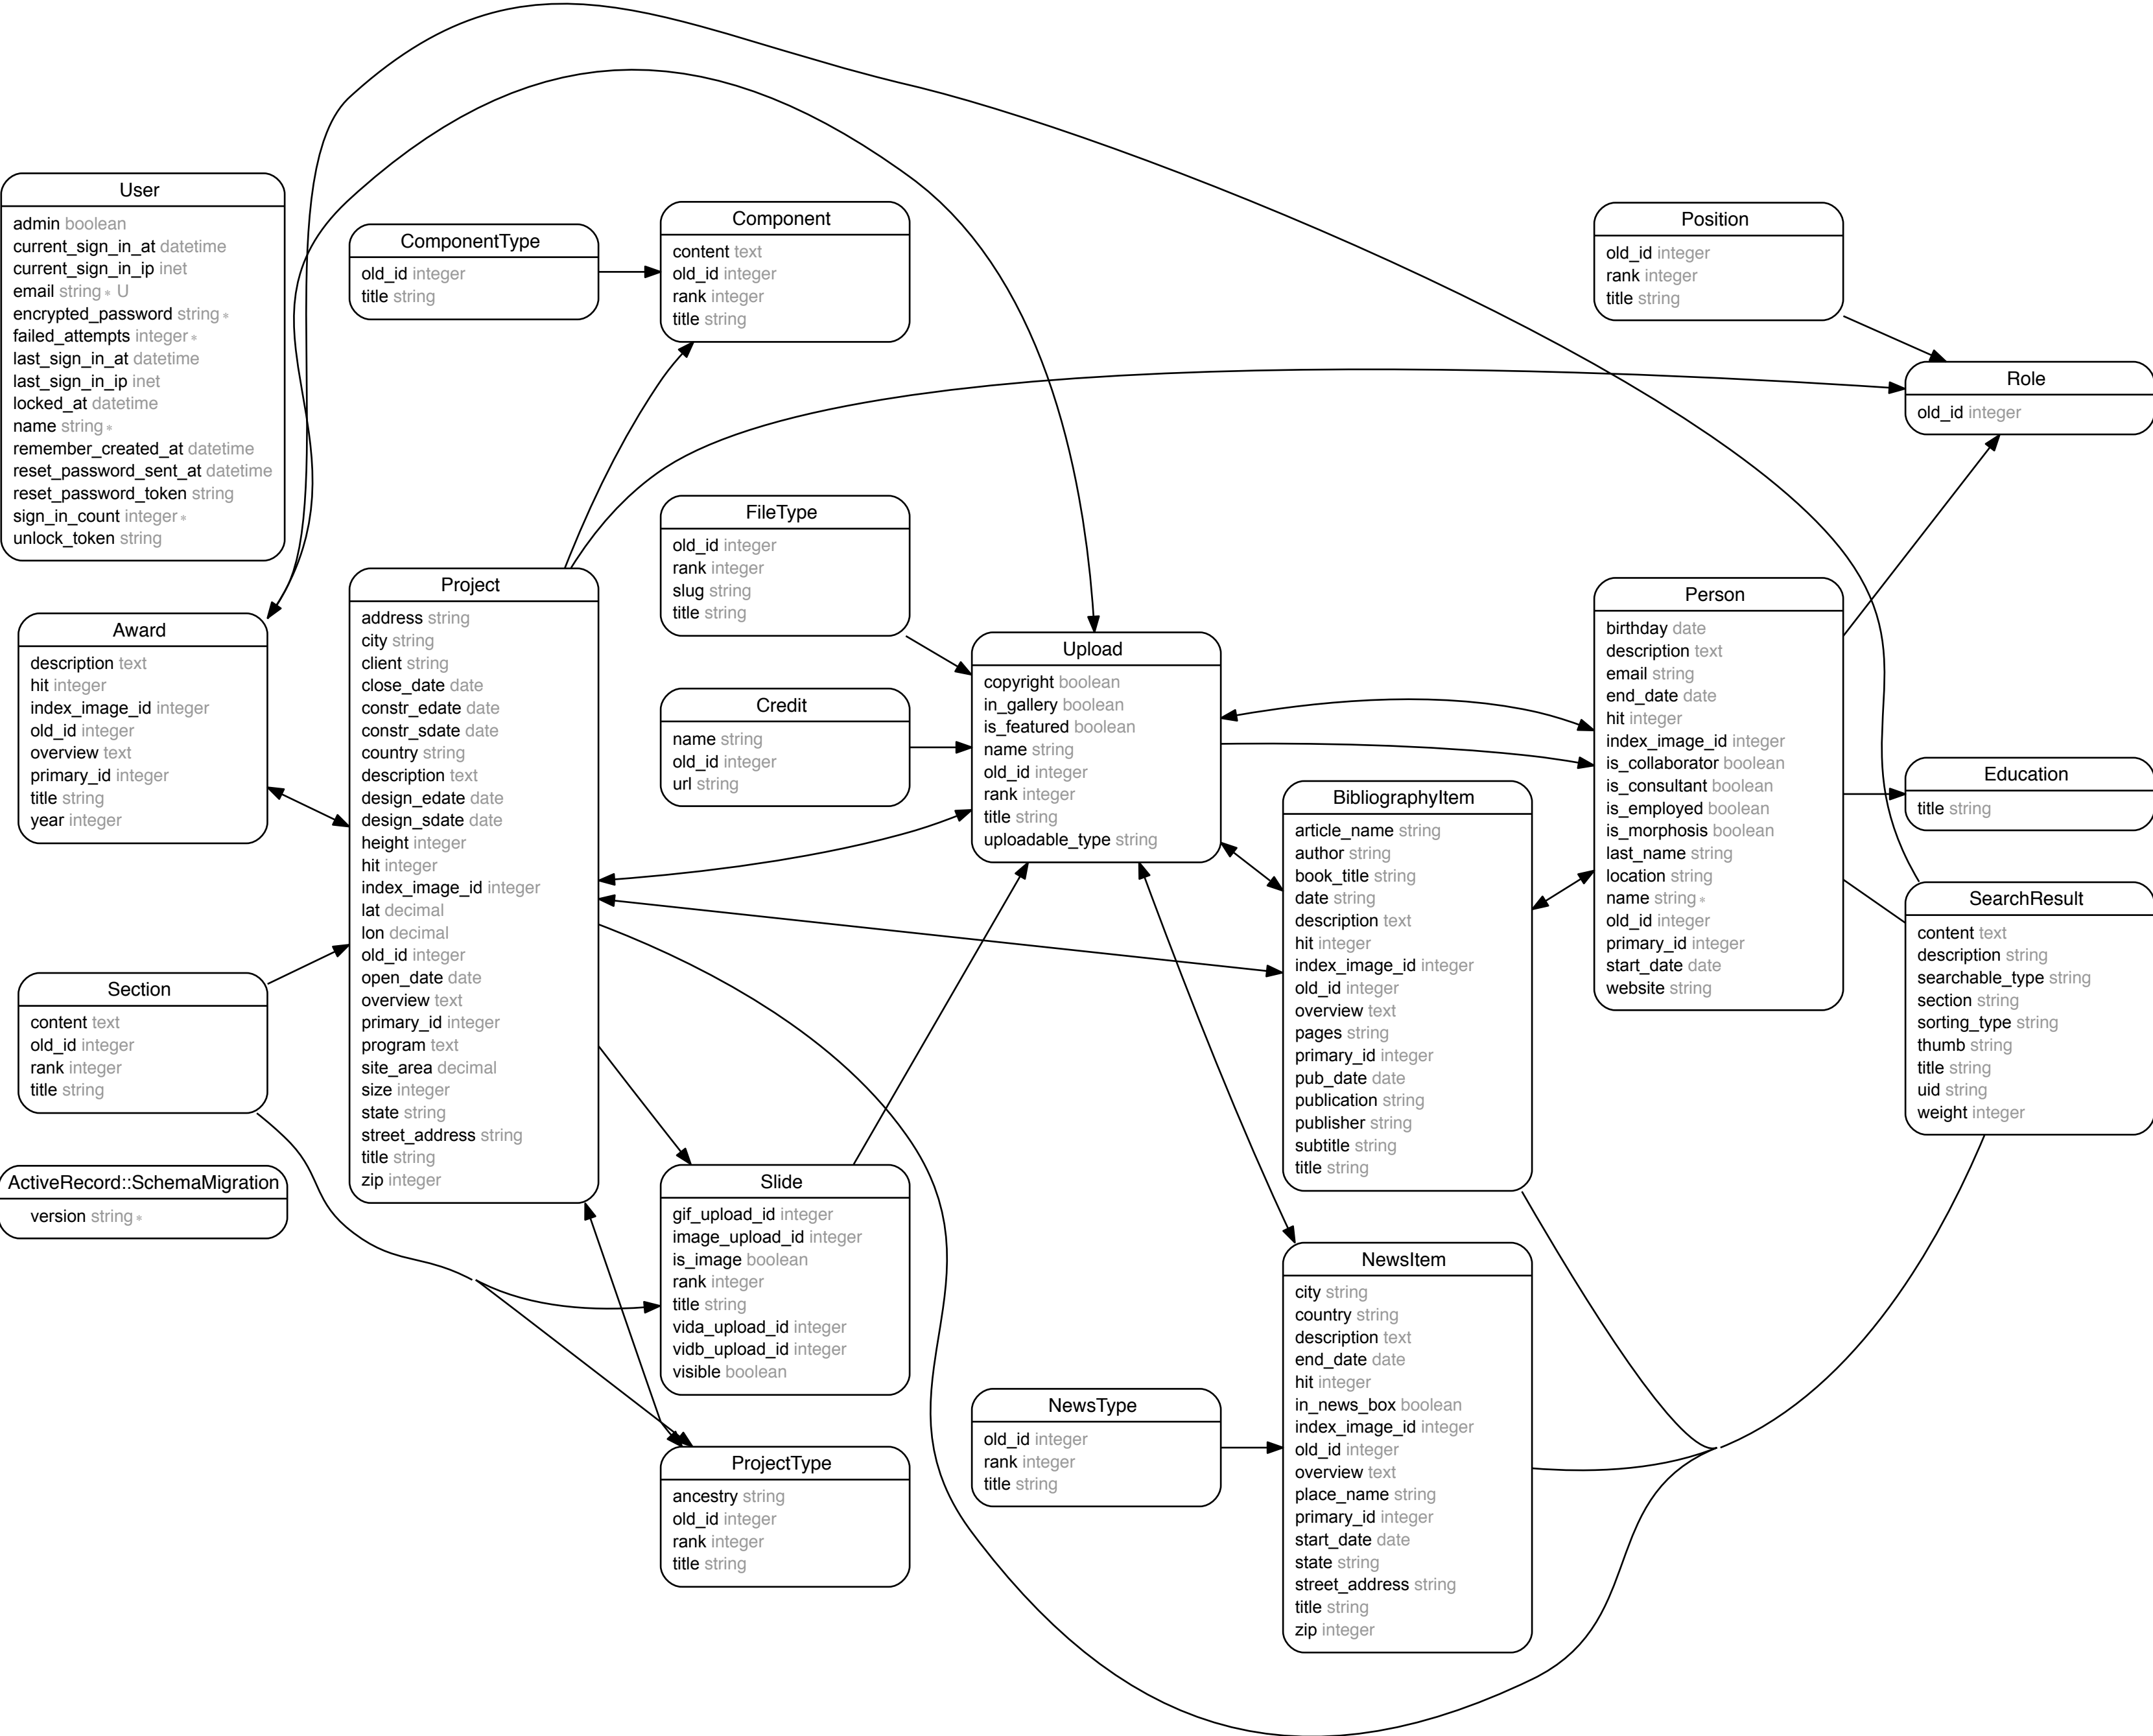 User
admin boolean
current_sign_in_at datetime
current_sign_in_ip inet
email string * U
encrypted_password string *
failed_attempts integer *
last_sign_in_at datetime
last_sign_in_ip inet
locked_at datetime
name string *
remember_created_at datetime
reset_password_sent_at datetime
reset_password_token string
sign_in_count integer *
unlock_token string
Award
description text
hit integer
index_image_id integer
old_id integer
overview text
primary_id integer
title string
year integer
Section
content text
old_id integer
rank integer
title string
ActiveRecord::SchemaMigration
version string *
ComponentType
old_id integer
title string
Project
address string
city string
client string
close_date date
constr_edate date
constr_sdate date
country string
description text
design_edate date
design_sdate date
height integer
hit integer
index_image_id integer
lat decimal
lon decimal
old_id integer
open_date date
overview text
primary_id integer
program text
site_area decimal
size integer
state string
street_address string
title string
zip integer
Component
content text
old_id integer
rank integer
title string
FileType
old_id integer
rank integer
slug string
title string
Credit
name string
old_id integer
url string
Slide
gif_upload_id integer
image_upload_id integer
is_image boolean
rank integer
title string
vida_upload_id integer
vidb_upload_id integer
visible boolean
ProjectType
ancestry string
old_id integer
rank integer
title string
Upload
copyright boolean
in_gallery boolean
is_featured boolean
name string
old_id integer
rank integer
title string
uploadable_type string
NewsType
old_id integer
rank integer
title string
BibliographyItem
article_name string
author string
book_title string
date string
description text
hit integer
index_image_id integer
old_id integer
overview text
pages string
primary_id integer
pub_date date
publication string
publisher string
subtitle string
title string
NewsItem
city string
country string
description text
end_date date
hit integer
in_news_box boolean
index_image_id integer
old_id integer
overview text
place_name string
primary_id integer
start_date date
state string
street_address string
title string
zip integer
Position
old_id integer
rank integer
title string
Person
birthday date
description text
email string
end_date date
hit integer
index_image_id integer
is_collaborator boolean
is_consultant boolean
is_employed boolean
is_morphosis boolean
last_name string
location string
name string *
old_id integer
primary_id integer
start_date date
website string
Role
old_id integer
Education
title string
SearchResult
content text
description string
searchable_type string
section string
sorting_type string
thumb string
title string
uid string
weight integer